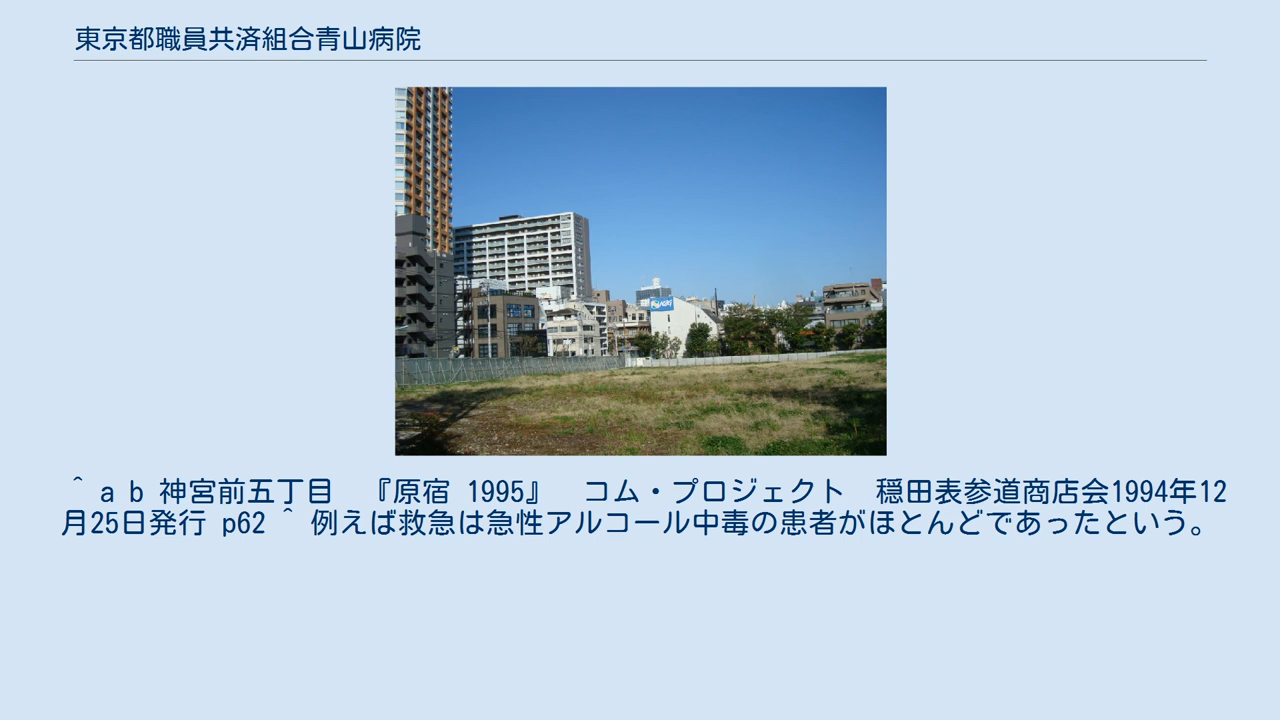 東京都職員共済組合青山病院
^ a b 神宮前五丁目　『原宿 1995』　コム・プロジェクト　穏田表参道商店会1994年12
月25日発行 p62 ^ 例えば救急は急性アルコール中毒の患者がほとんどであったという。